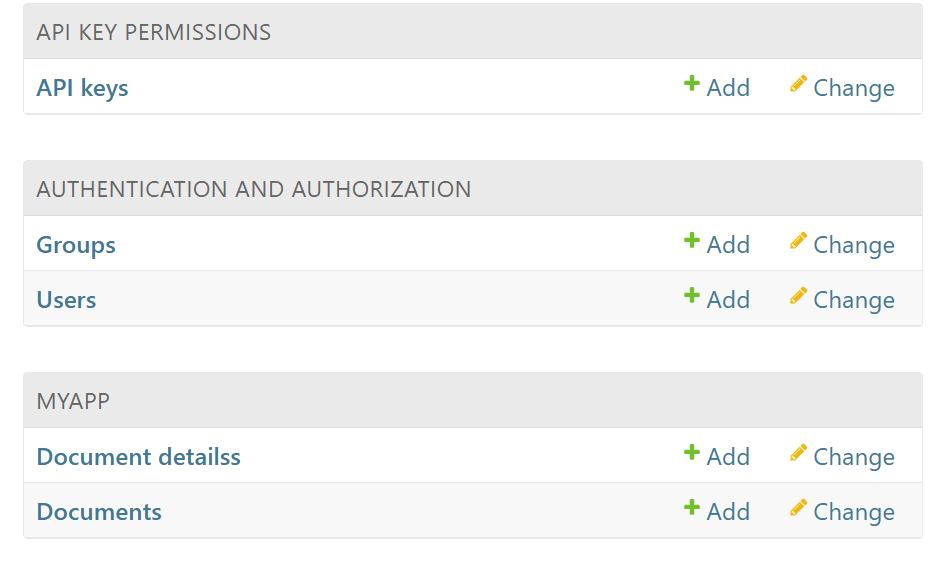 API KEY PERMISSIONS
API keys Add Change
AUTHENTICATION AND AUTHORIZATION
Groups Add Change
Users Add Change
MYAPP
Document detailss Add Change
Documents Add Change